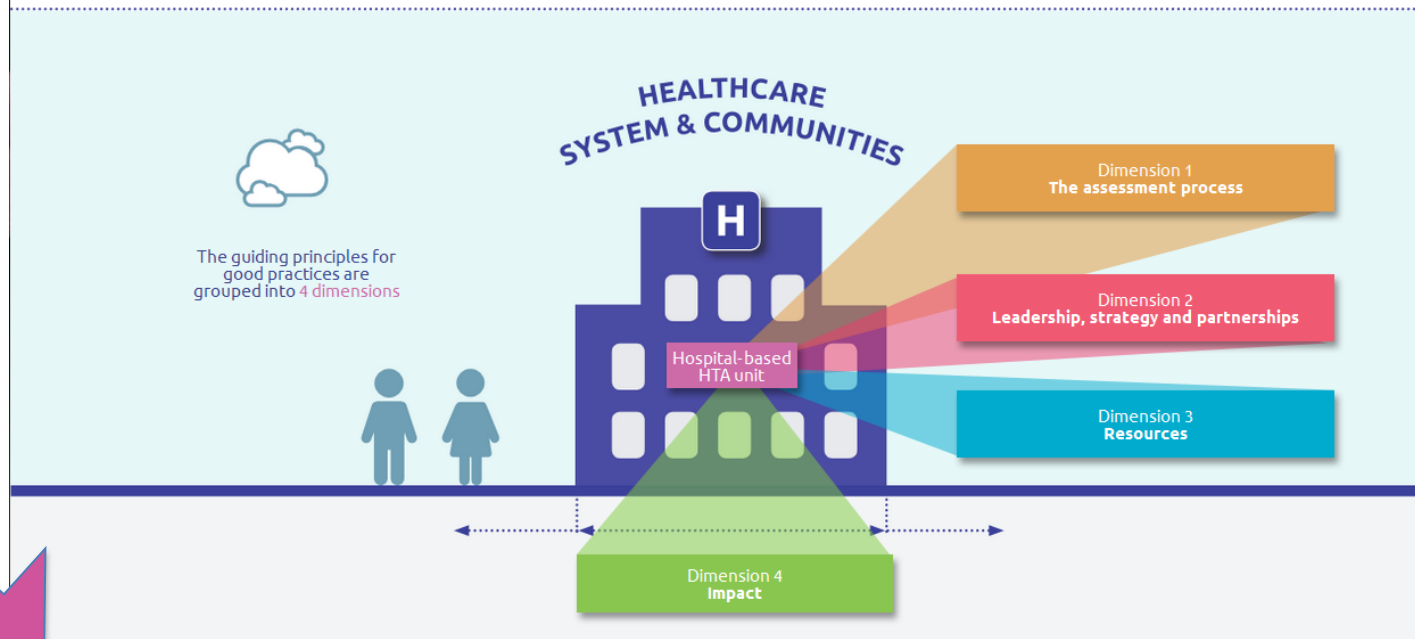 HEALTHCARE
SYSTEM & COMMUNITIES
H
The guiding principles for
good practices are
grouped into 4 dimensions
Hospital-based
HTA unit
Dimension 1
The assessment process
Dimension 2
Leadership, strategy and partnerships
Dimension 3
Resources
Dimension 4
Impact